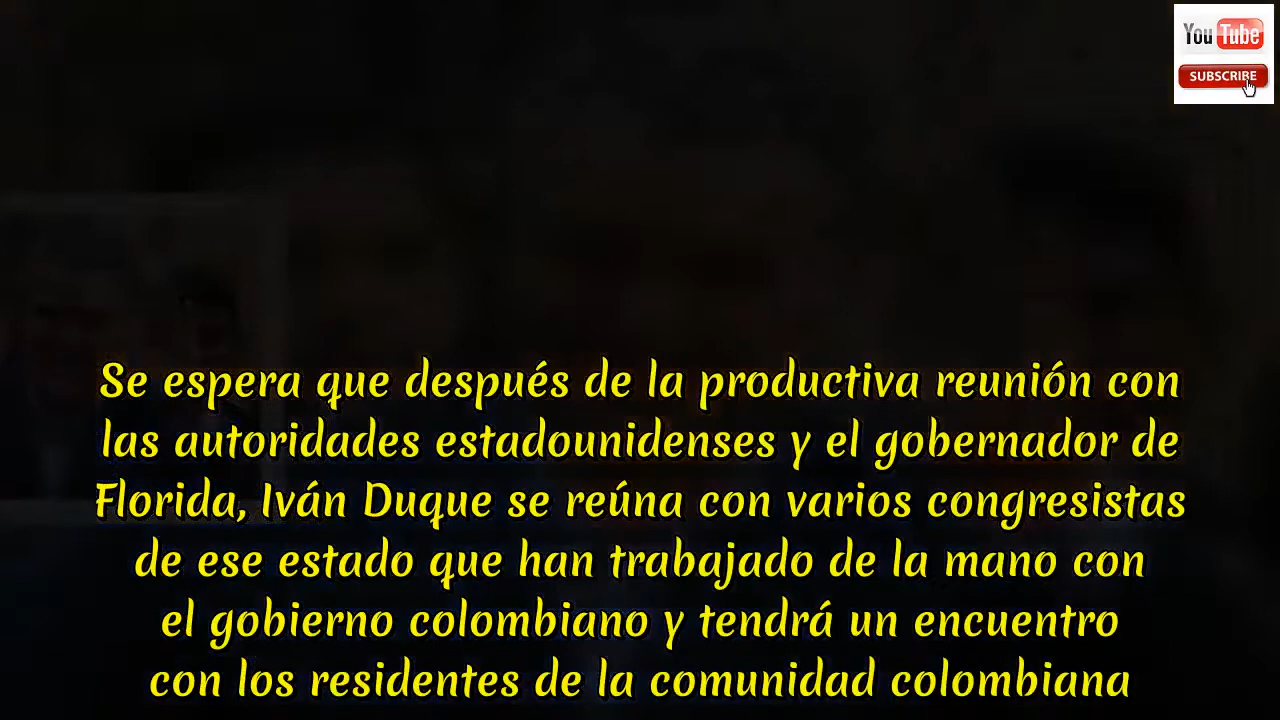 You Tube
SUBSCRIBE
Se espera que después de la productiva reunión con
las autoridades estadounidenses y el gobernador de
Florida, Iván Duque se reúna con varios congresistas
de ese estado que han trabajado de la mano con
el gobierno colombiano y tendrá un encuentro
con los residentes de la comunidad colombiana